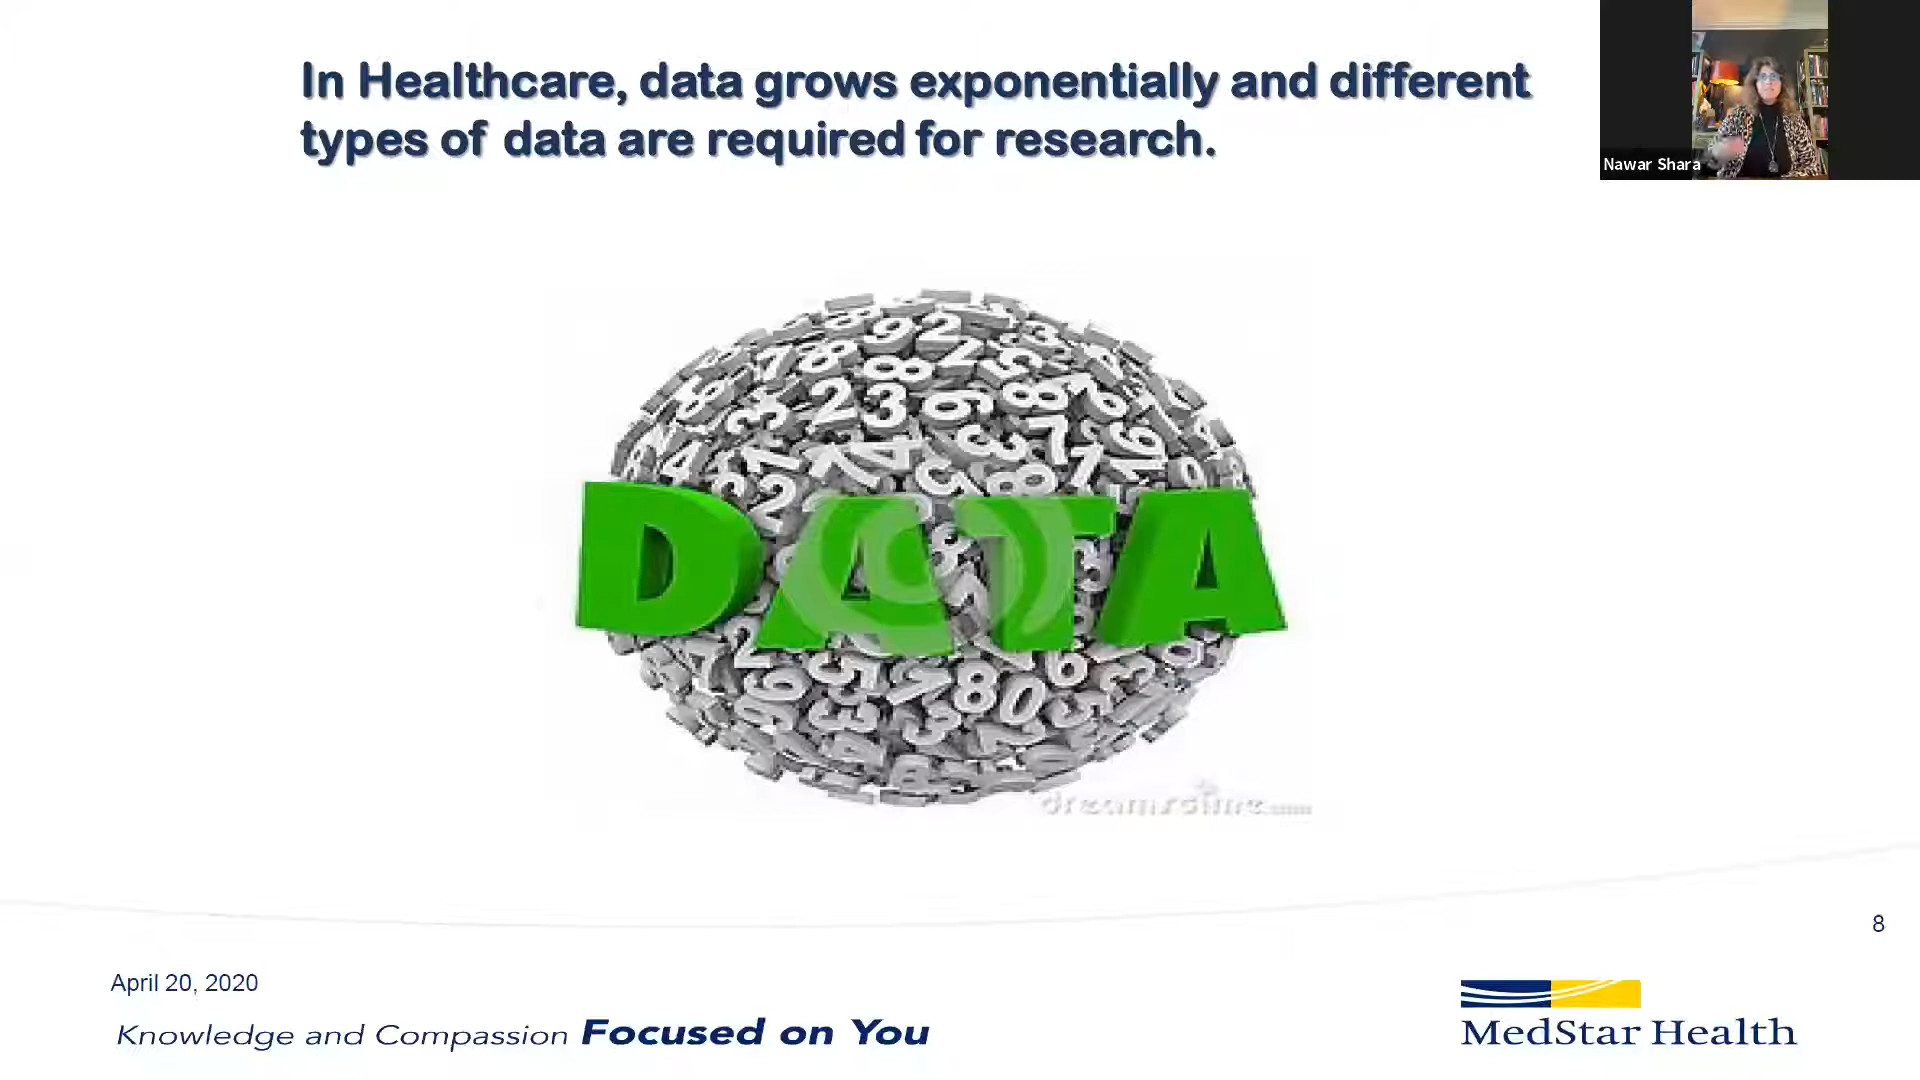 In Healthcare, data grows exponentially and different
types of data are required for research.
Nawar Shara
DATA
dreamstime
8
April 20, 2020
Knowledge and Compassion Focused on You
MedStar Health